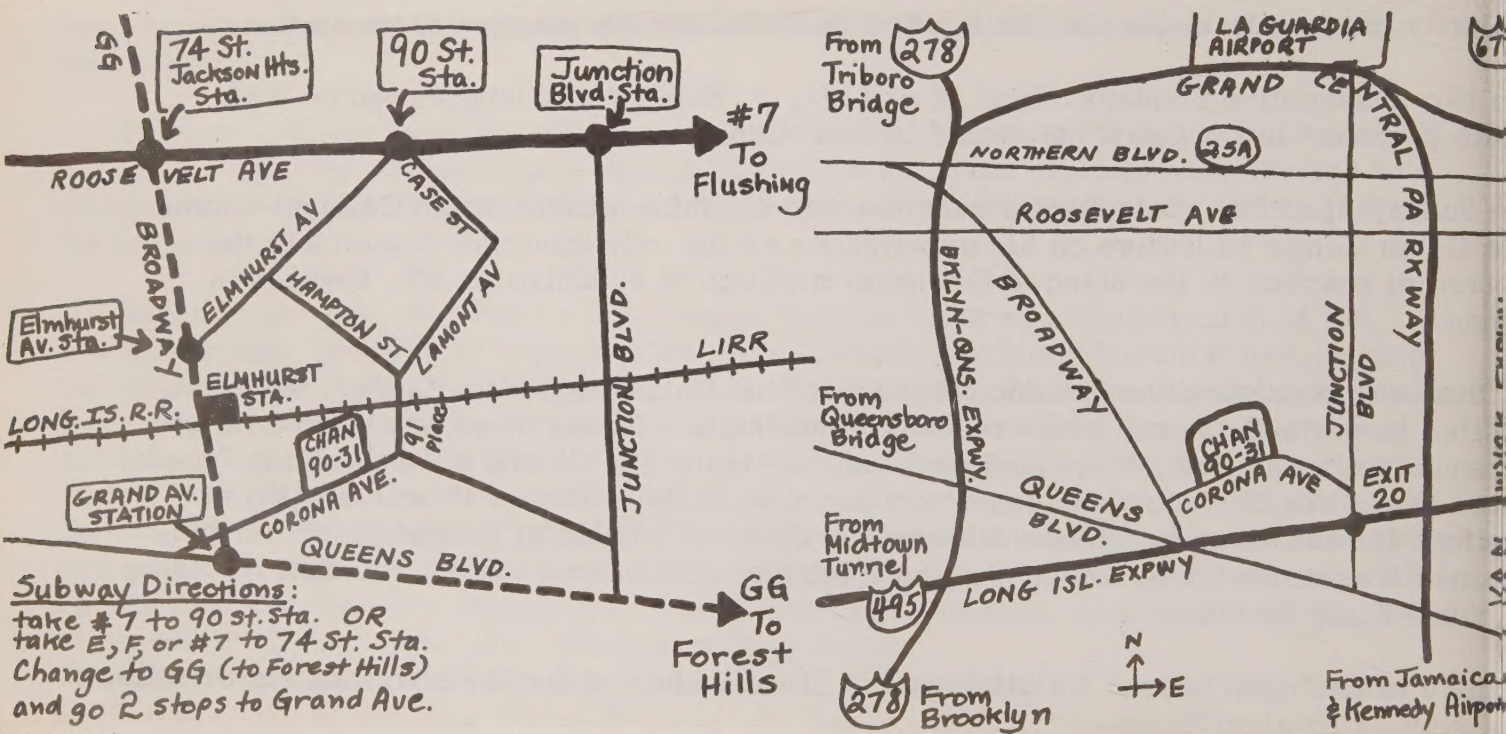 GG
74 St.
Jackson Hts.
Sta.
90 St.
Sta.
Junction
Blvd. Sta.
#7
To
Flushing
ROOSEVELT AVE
CASE ST
ELMHURST AV
BROADWAY
HAMPTON ST
LAMONT AV
JUNCTION BLVD.
Elmhurst
Av. Sta.
ELMHURST
STA.
LIRR
LONG. IS. R.R.
CHAN
90-31
91
Place
GRAND AV.
STATION
CORONA AVE.
QUEENS BLVD.
GG
To
Forest
Hills
Subway Directions:
take #7 to 90 St. Sta. OR
take E, F, or #7 to 74 St. Sta.
Change to GG (to Forest Hills)
and go 2 stops to Grand Ave.
From
Triboro
Bridge
278
LA GUARDIA
AIRPORT
GRAND CENTRAL PARKWAY
67
NORTHERN BLVD. 25A
ROOSEVELT AVE
BKLYN-QNS EXPWY.
BROADWAY
JUNCTION
BLVD
From
Queensboro
Bridge
CHAN
90-31
CORONA AVE
EXIT
20
QUEENS
BLVD.
From
Midtown
Tunnel
495
LONG ISL. EXPWY
N
E
278 From
Brooklyn
From Jamaica
& Kennedy Airport